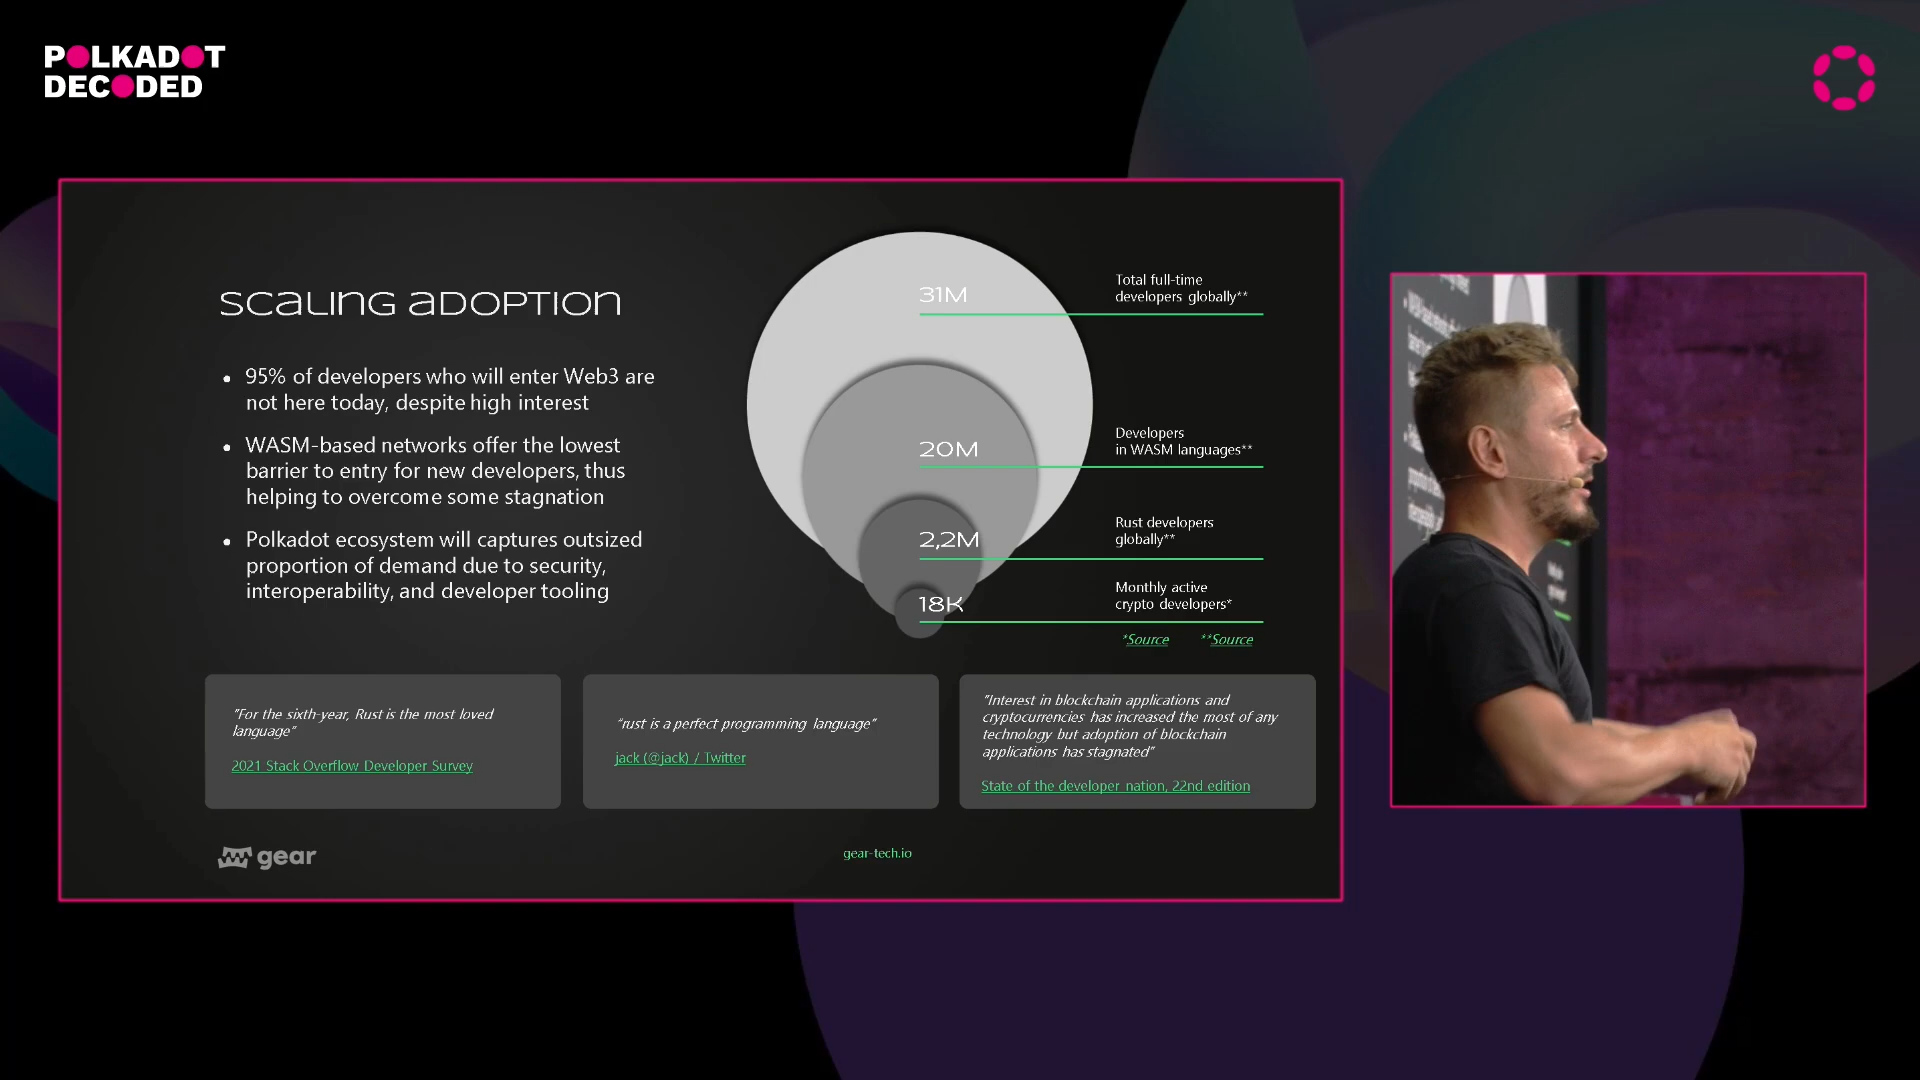 POLKADOT
DECODED
scaling adoption
• 95% of developers who will enter Web3 are
not here today, despite high interest
• WASM-based networks offer the lowest
barrier to entry for new developers, thus
helping to overcome some stagnation
• Polkadot ecosystem will captures outsized
proportion of demand due to security,
interoperability, and developer tooling
31M
Total full-time
developers globally**
20M
Developers
in WASM languages**
2,2M
Rust developers
globally**
18K
Monthly active
crypto developers*
*Source **Source
"For the sixth-year, Rust is the most loved
language"
2021 Stack Overflow Developer Survey
"rust is a perfect programming language"
jack (@jack) / Twitter
"Interest in blockchain applications and
cryptocurrencies has increased the most of any
technology but adoption of blockchain
applications has stagnated"
State of the developer nation, 22nd edition
gear
gear-tech.io